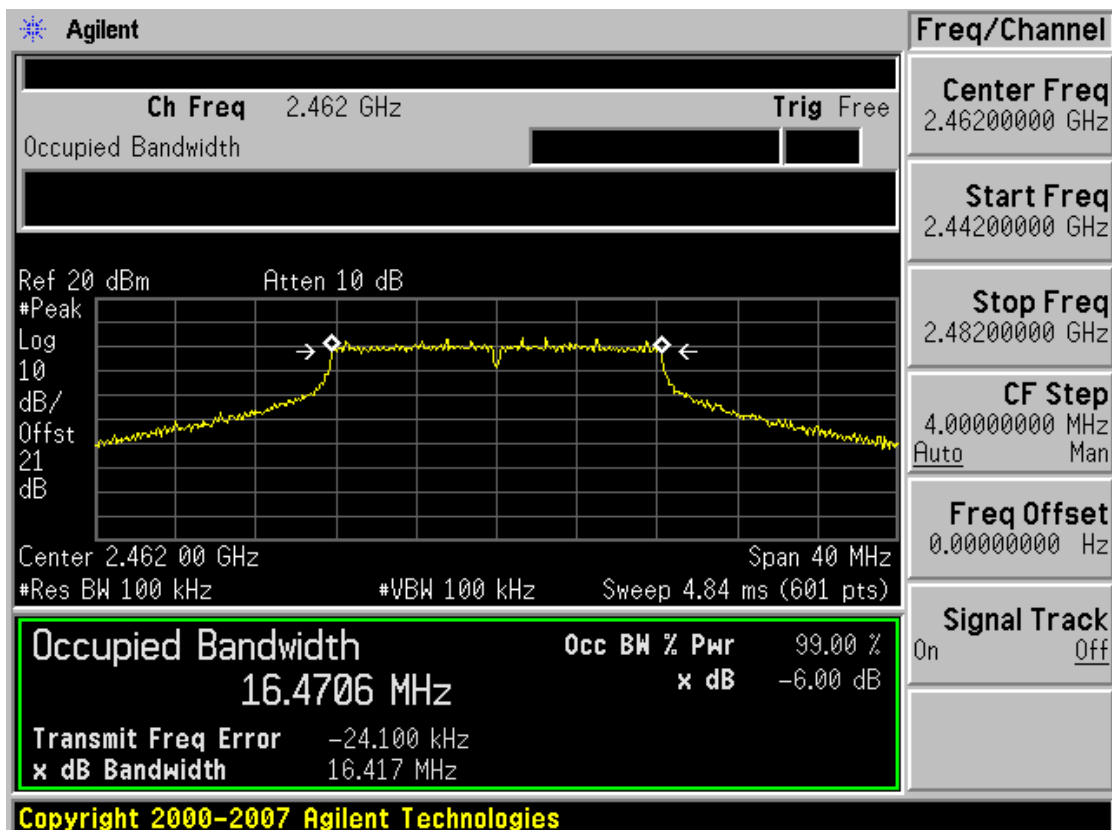 Agilent
Freq/Channel
Ch Freq 2.462 GHz Trig Free
Occupied Bandwidth
Center Freq
2.46200000 GHz
Start Freq
2.44200000 GHz
Stop Freq
2.48200000 GHz
CF Step
4.00000000 MHz
Auto Man
Freq Offset
0.00000000 Hz
Signal Track
On Off
Ref 20 dBm Atten 10 dB
#Peak
Log
10
dB/
Offst
21
dB
Center 2.462 00 GHz Span 40 MHz
#Res BW 100 kHz #VBW 100 kHz Sweep 4.84 ms (601 pts)
Occupied Bandwidth
16.4706 MHz
Occ BW % Pwr 99.00 %
x dB -6.00 dB
Transmit Freq Error -24.100 kHz
x dB Bandwidth 16.417 MHz
Copyright 2000-2007 Agilent Technologies